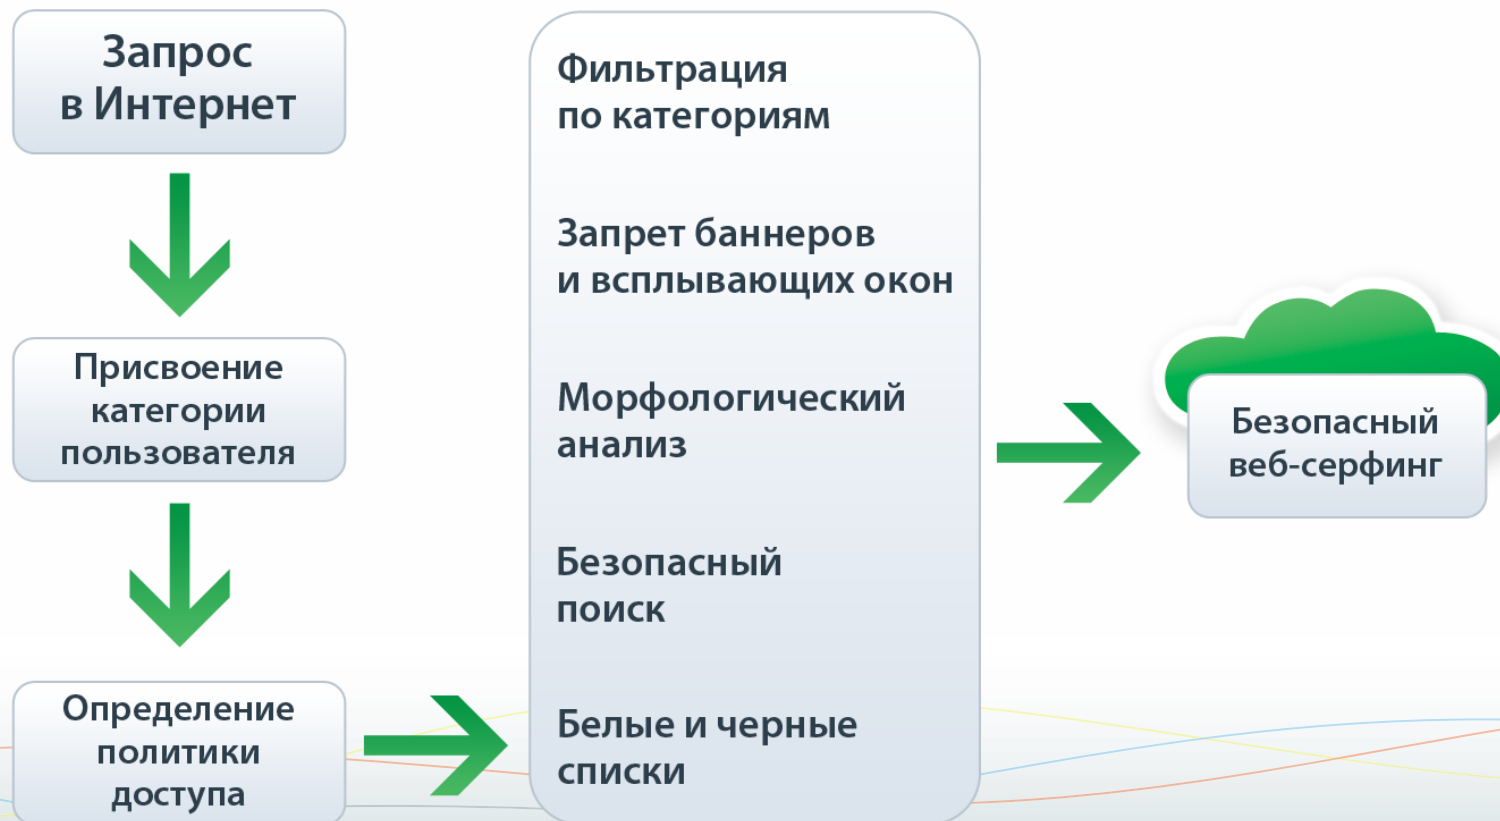 Запрос
в Интернет
Присвоение
категории
пользователя
Определение
политики
доступа
Фильтрация
по категориям
Запрет баннеров
и всплывающих окон
Морфологический
анализ
Безопасный
поиск
Белые и черные
списки
Безопасный
веб-серфинг